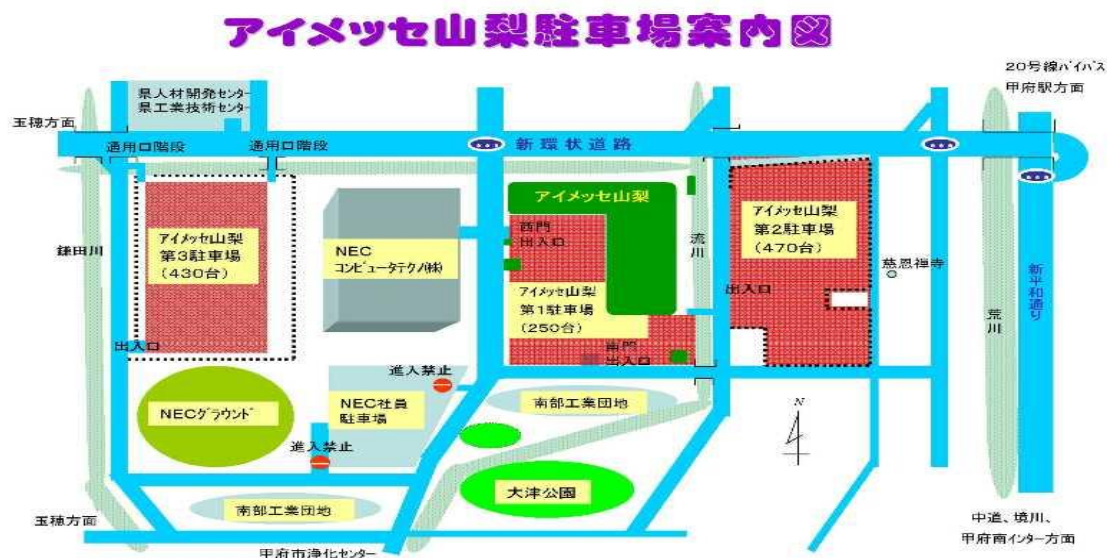 アイメッセ山梨駐車場案内図
20号線バイパス
甲府駅方面
県人材開発センター
県工業技術センター
玉穂方面
通用口階段
通用口階段
新環状道路
アイメッセ山梨
アイメッセ山梨
第3駐車場
(430台)
鎌田川
NEC
コンピュータテクノ(株)
西門
出入口
アイメッセ山梨
第1駐車場
(250台)
流川
アイメッセ山梨
第2駐車場
(470台)
慈恩禅寺
新平和通り
荒川
出入口
出入口
南門
出入口
進入禁止
NECグラウンド
NEC社員
駐車場
南部工業団地
N
進入禁止
大津公園
南部工業団地
玉穂方面
甲府市浄化センター
中道、境川、
甲府南インター方面